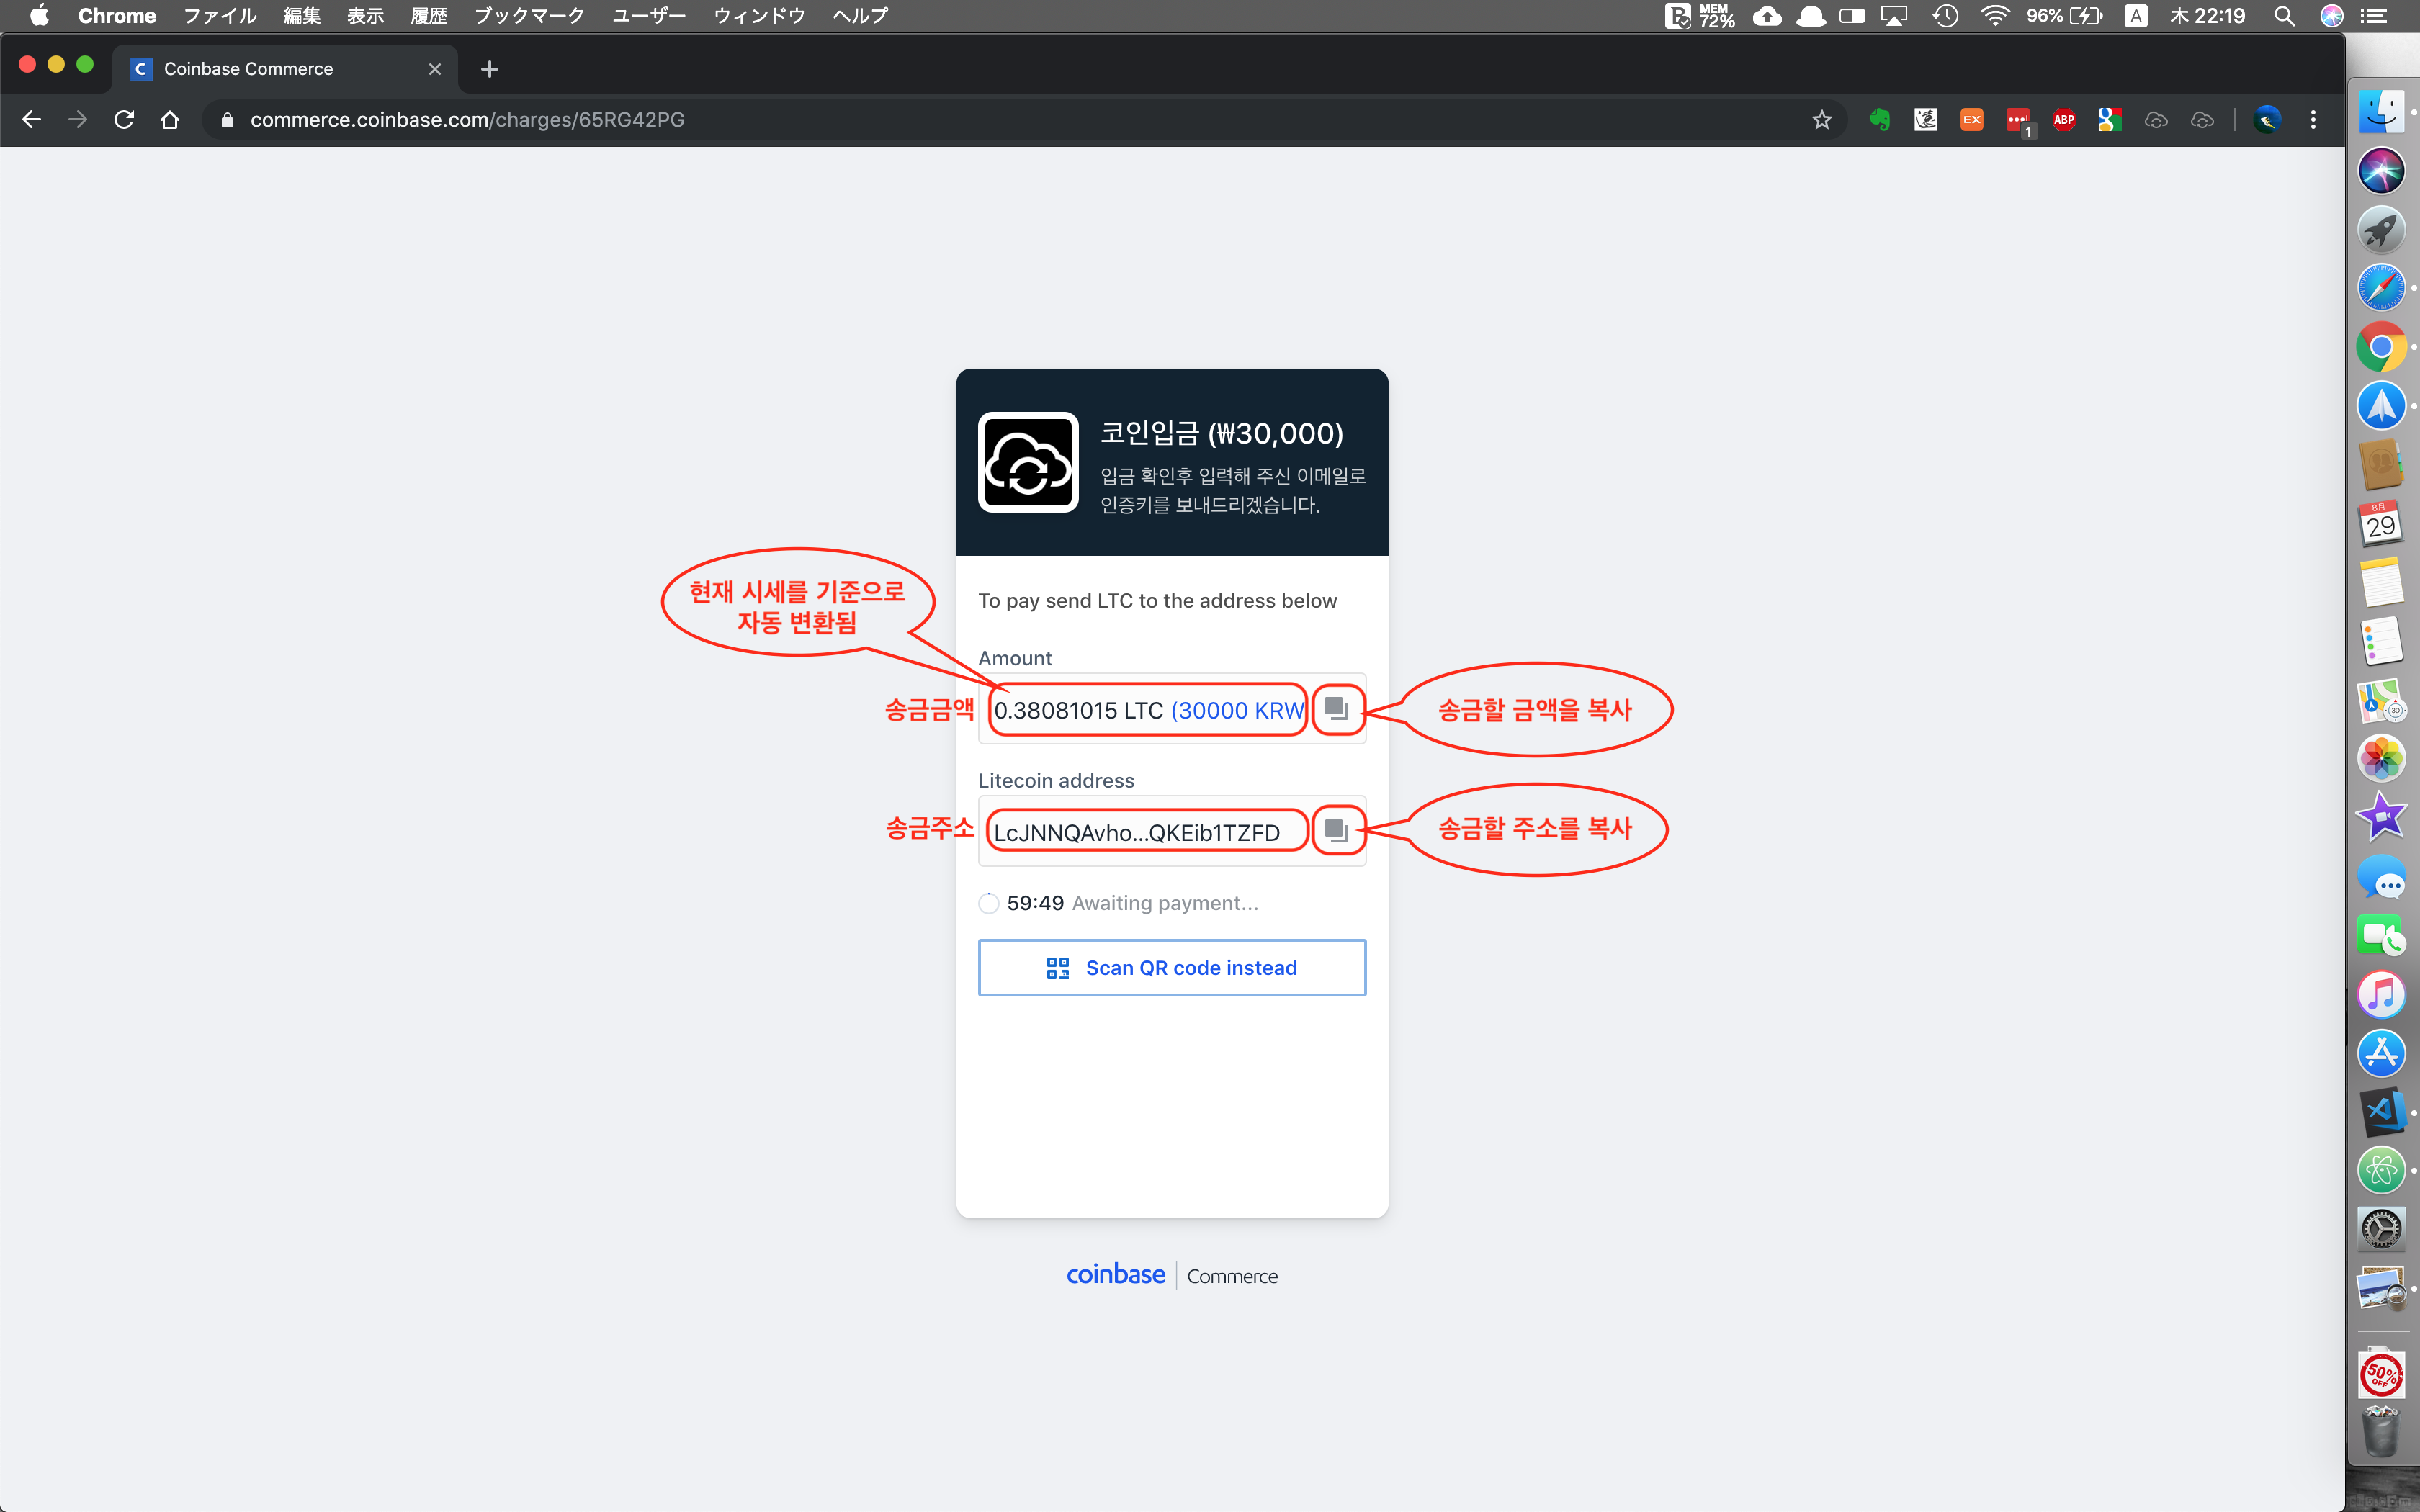 Chrome ファイル 編集 表示 履歴 ブックマーク ユーザー ウィンドウ ヘルプ MEM 72% 96% A 木 22:19
Coinbase Commerce
commerce.coinbase.com/charges/65RG42PG EX 1 ABP
코인입금 (₩30,000)
입금 확인후 입력해 주신 이메일로
인증키를 보내드리겠습니다.
현재 시세를 기준으로
자동 변환됨
To pay send LTC to the address below
Amount
송금금액 0.38081015 LTC (30000 KRW 송금할 금액을 복사
Litecoin address
송금주소 LcJNNQAvho...QKEib1TZFD 송금할 주소를 복사
59:49 Awaiting payment...
Scan QR code instead
coinbase Commerce
8月
29
3D
50%
OFF